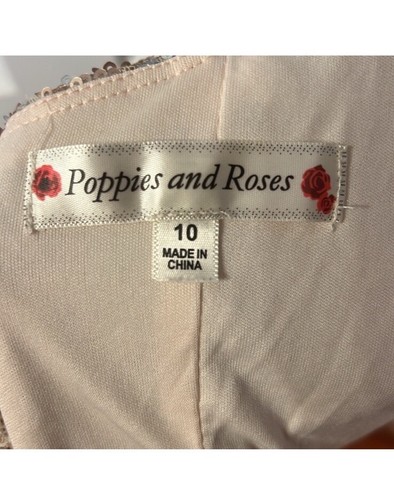 Poppies and Roses
10
MADE IN
CHINA